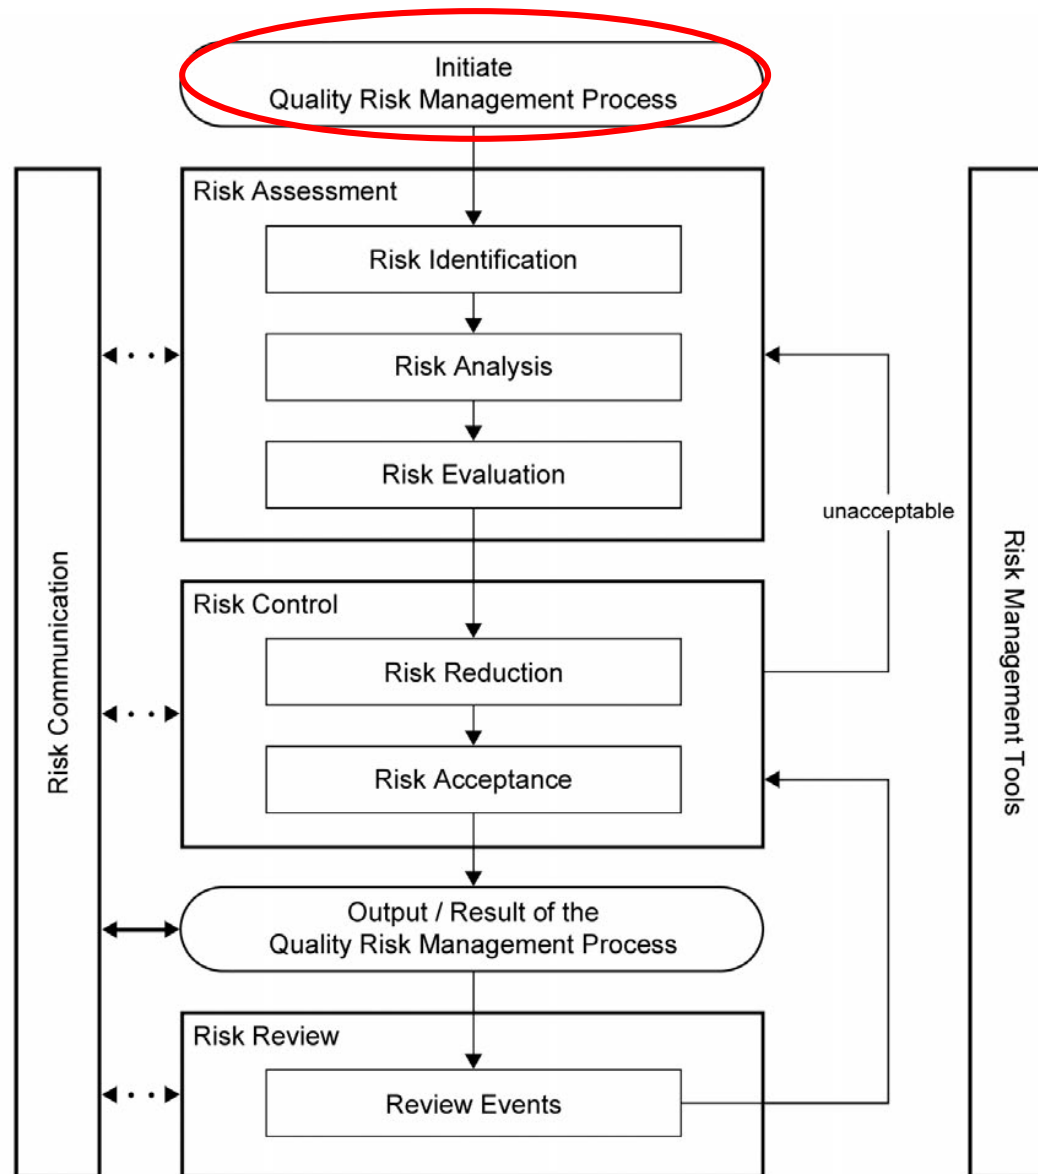 Initiate
Quality Risk Management Process
Risk Assessment
Risk Identification
Risk Analysis
Risk Evaluation
unacceptable
Risk Control
Risk Reduction
Risk Acceptance
Output / Result of the
Quality Risk Management Process
Risk Review
Review Events
Risk Communication
Risk Management Tools